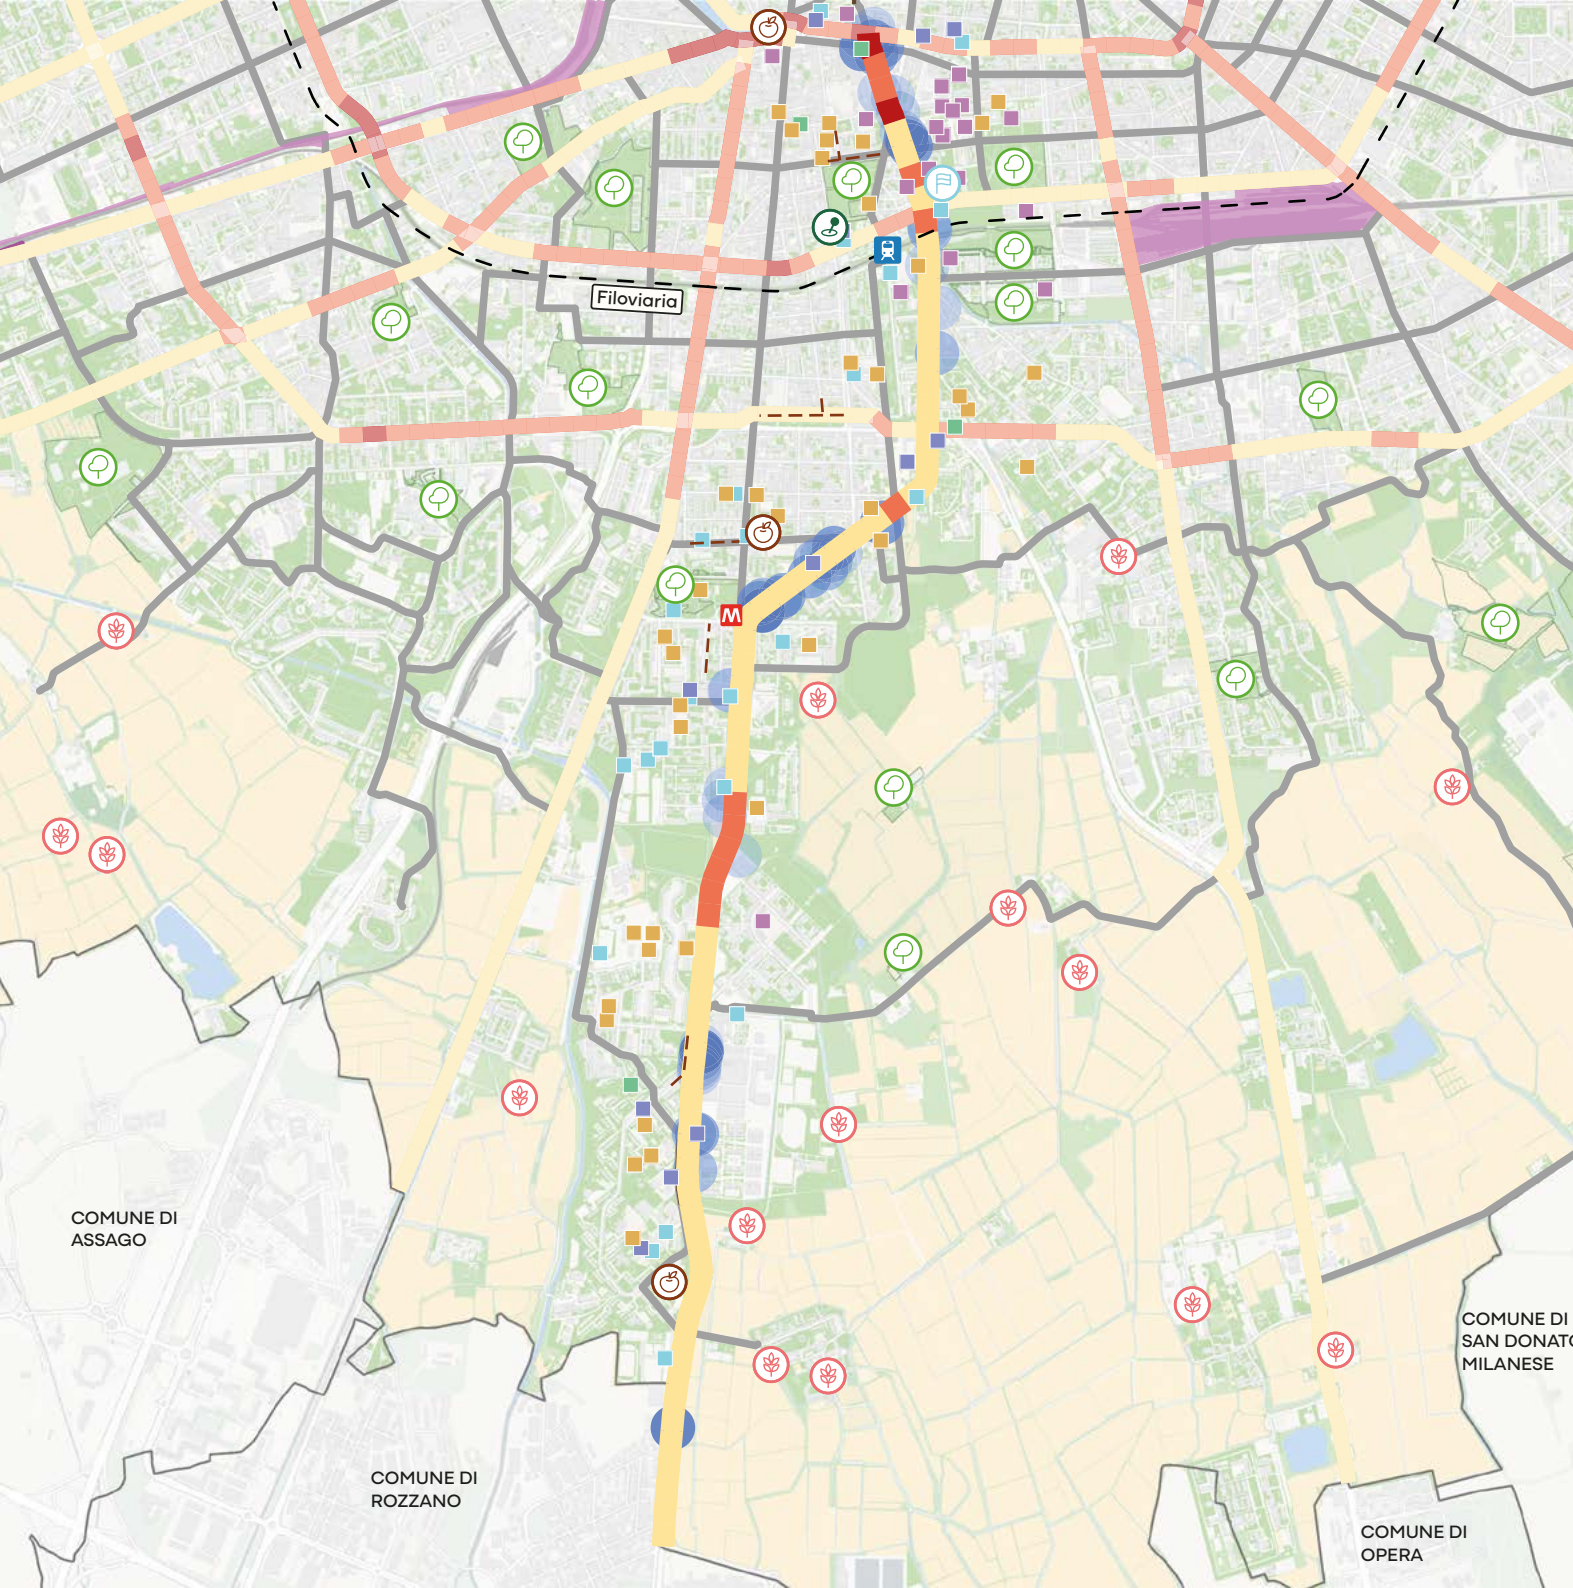 Filoviaria
M
COMUNE DI
ASSAGO
COMUNE DI
SAN DONATO
MILANESE
COMUNE DI
ROZZANO
COMUNE DI
OPERA